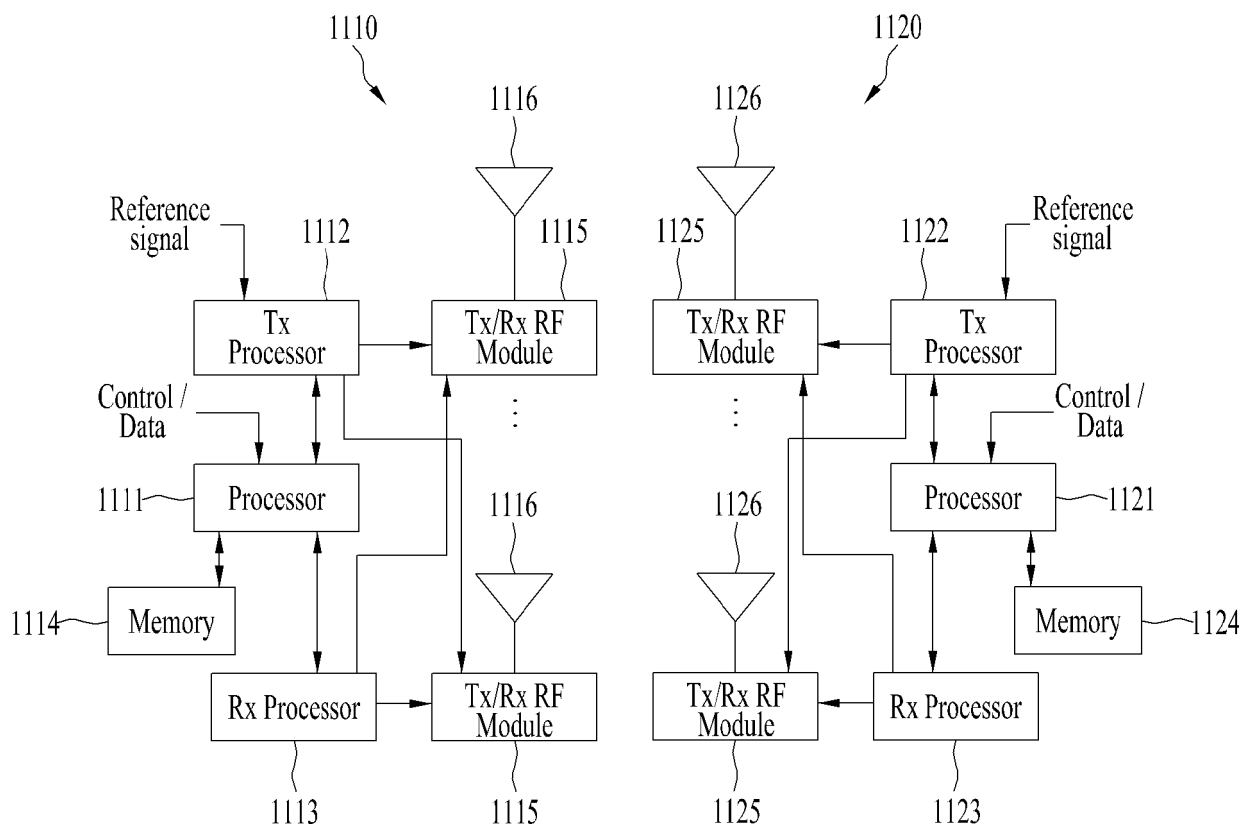 1110
1120
1116
1126
Reference
signal
1112
1115
1125
1122
Reference
signal
Tx
Processor
Tx/Rx RF
Module
Tx/Rx RF
Module
Tx
Processor
Control /
Data
Control /
Data
1111
Processor
1116
1126
Processor
1121
1114
Memory
Memory
1124
Rx Processor
Tx/Rx RF
Module
Tx/Rx RF
Module
Rx Processor
1113
1115
1125
1123